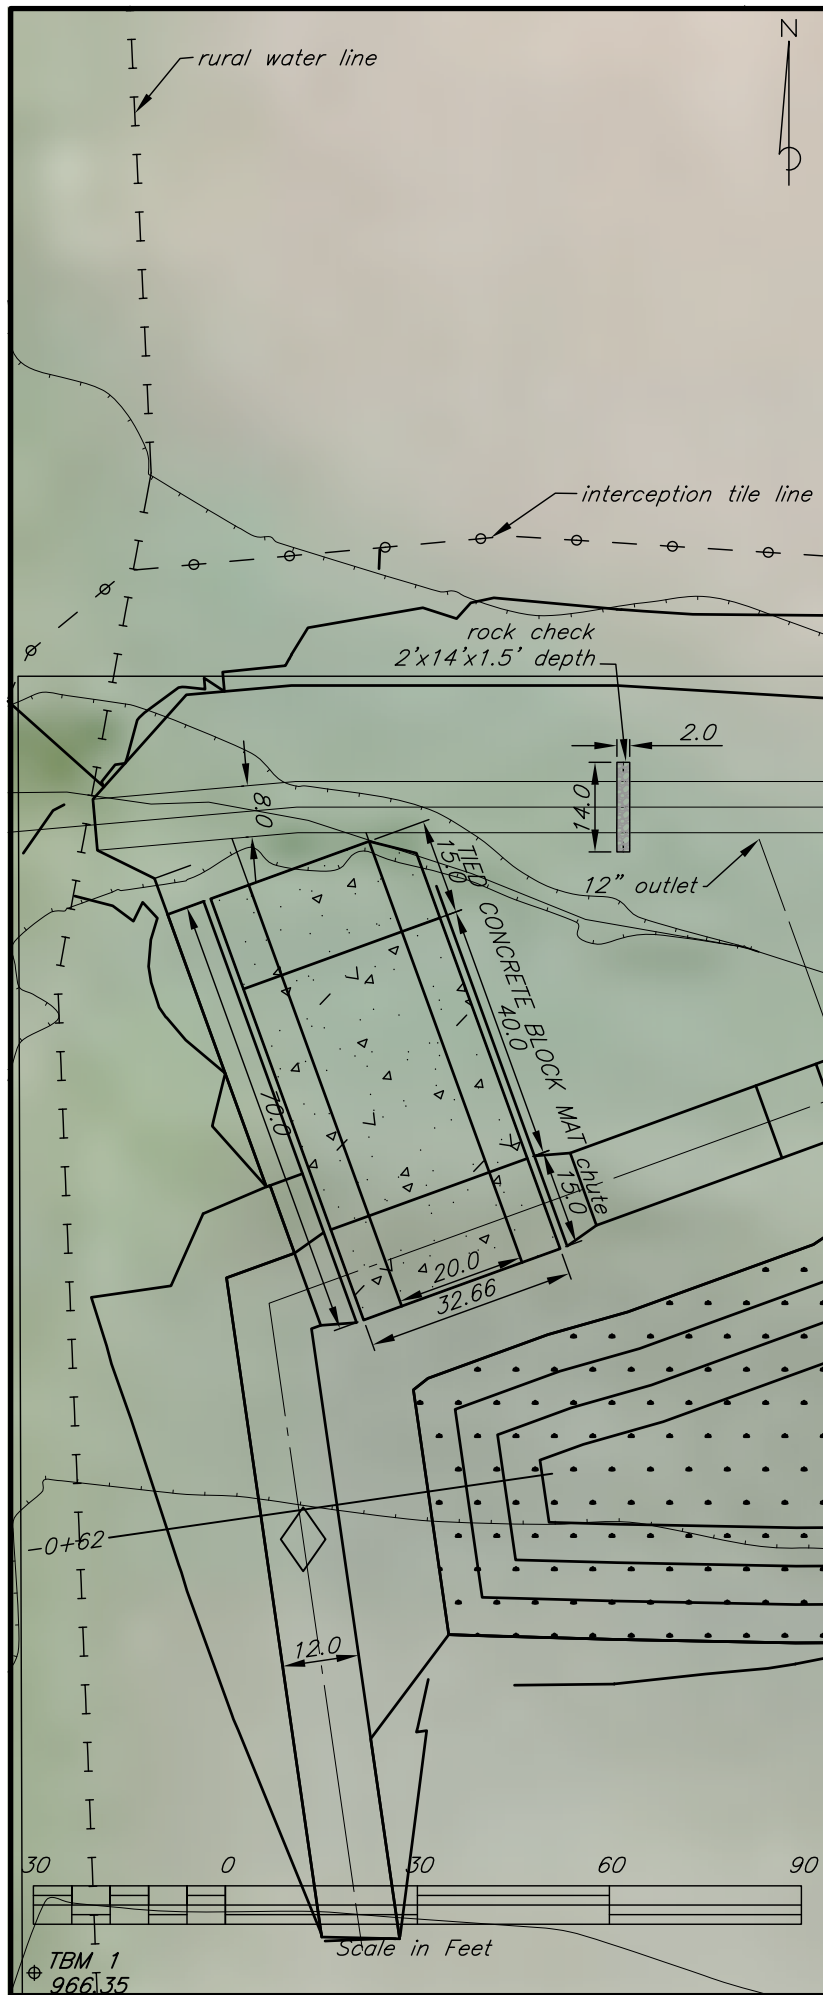 N
rural water line
interception tile line
rock check
2'x14'x1.5' depth
2.0
14.0
8.0
12" outlet
15.0
TIED CONCRETE BLOCK MAT chute
40.0
70.0
15.0
20.0
32.66
-0+62
12.0
30 0 30 60 90
Scale in Feet
TBM 1
966.35